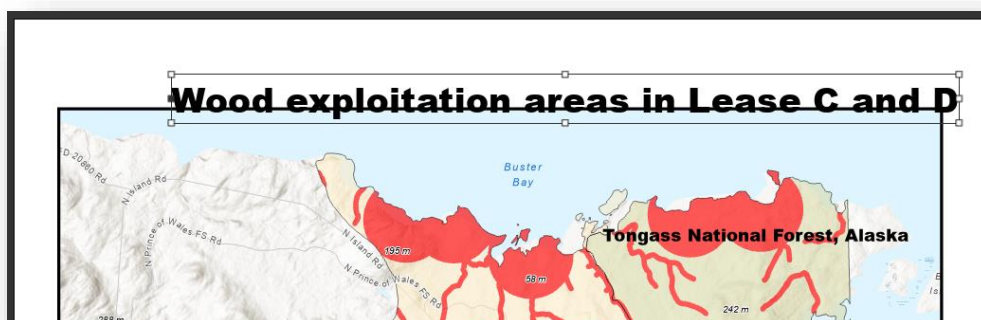 Wood exploitation areas in Lease C and D
Buster
Bay
D 20860 Rd
N Island Rd
N Prince of Wales FS Rd
N Island Rd
195 m
Tongass National Forest, Alaska
N Prince of Wales FS Rd
58 m
242 m
268 m
Is